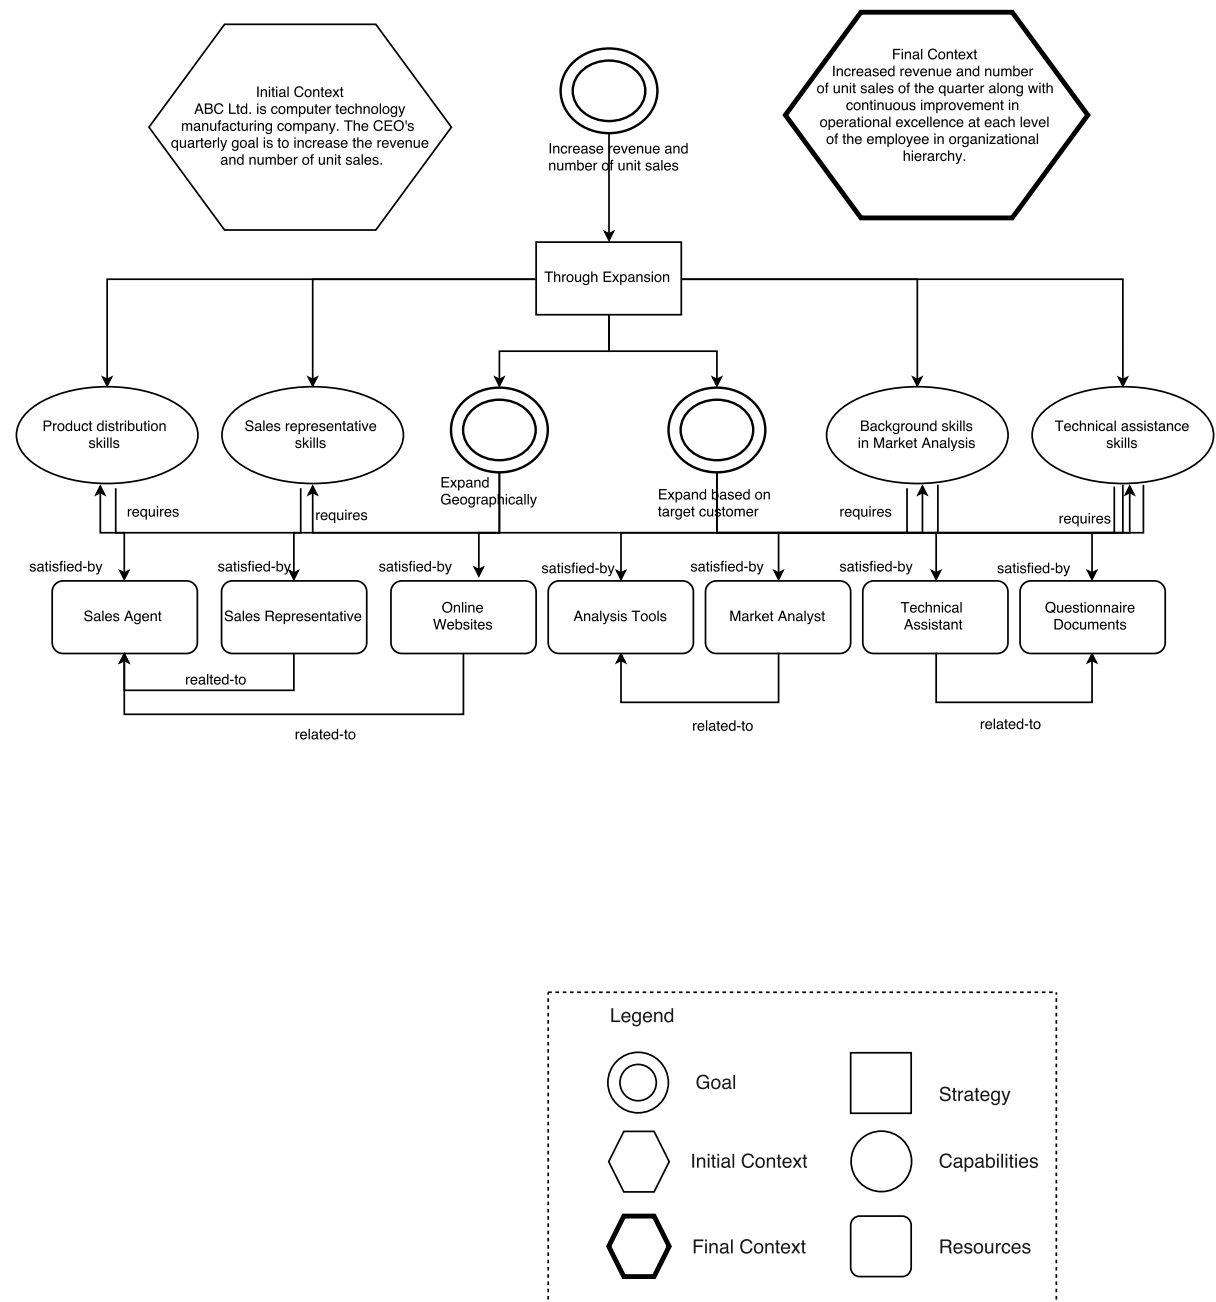 Initial Context
ABC Ltd. is computer technology
manufacturing company. The CEO's
quarterly goal is to increase the revenue
and number of unit sales.
Increase revenue and
number of unit sales
Final Context
Increased revenue and number
of unit sales of the quarter along with
continuous improvement in
operational excellence at each level
of the employee in organizational
hierarchy.
Through Expansion
Product distribution
skills
Sales representative
skills
Expand
Geographically
Expand based on
target customer
Background skills
in Market Analysis
Technical assistance
skills
requires
requires
requires
requires
satisfied-by
satisfied-by
satisfied-by
satisfied-by
satisfied-by
satisfied-by
satisfied-by
Sales Agent
Sales Representative
Online
Websites
Analysis Tools
Market Analyst
Technical
Assistant
Questionnaire
Documents
realted-to
related-to
related-to
related-to
Legend
Goal
Strategy
Initial Context
Capabilities
Final Context
Resources